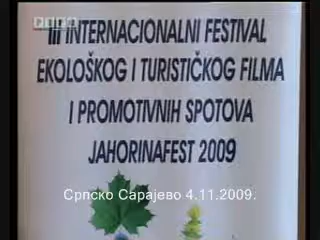 III INTERNACIONALNI FESTIVAL
EKOLOŠKOG I TURISTIČKOG FILMA
I PROMOTIVNIH SPOTOVA
JAHORINAFEST 2009
Српско Сарајево 4.11.2009.